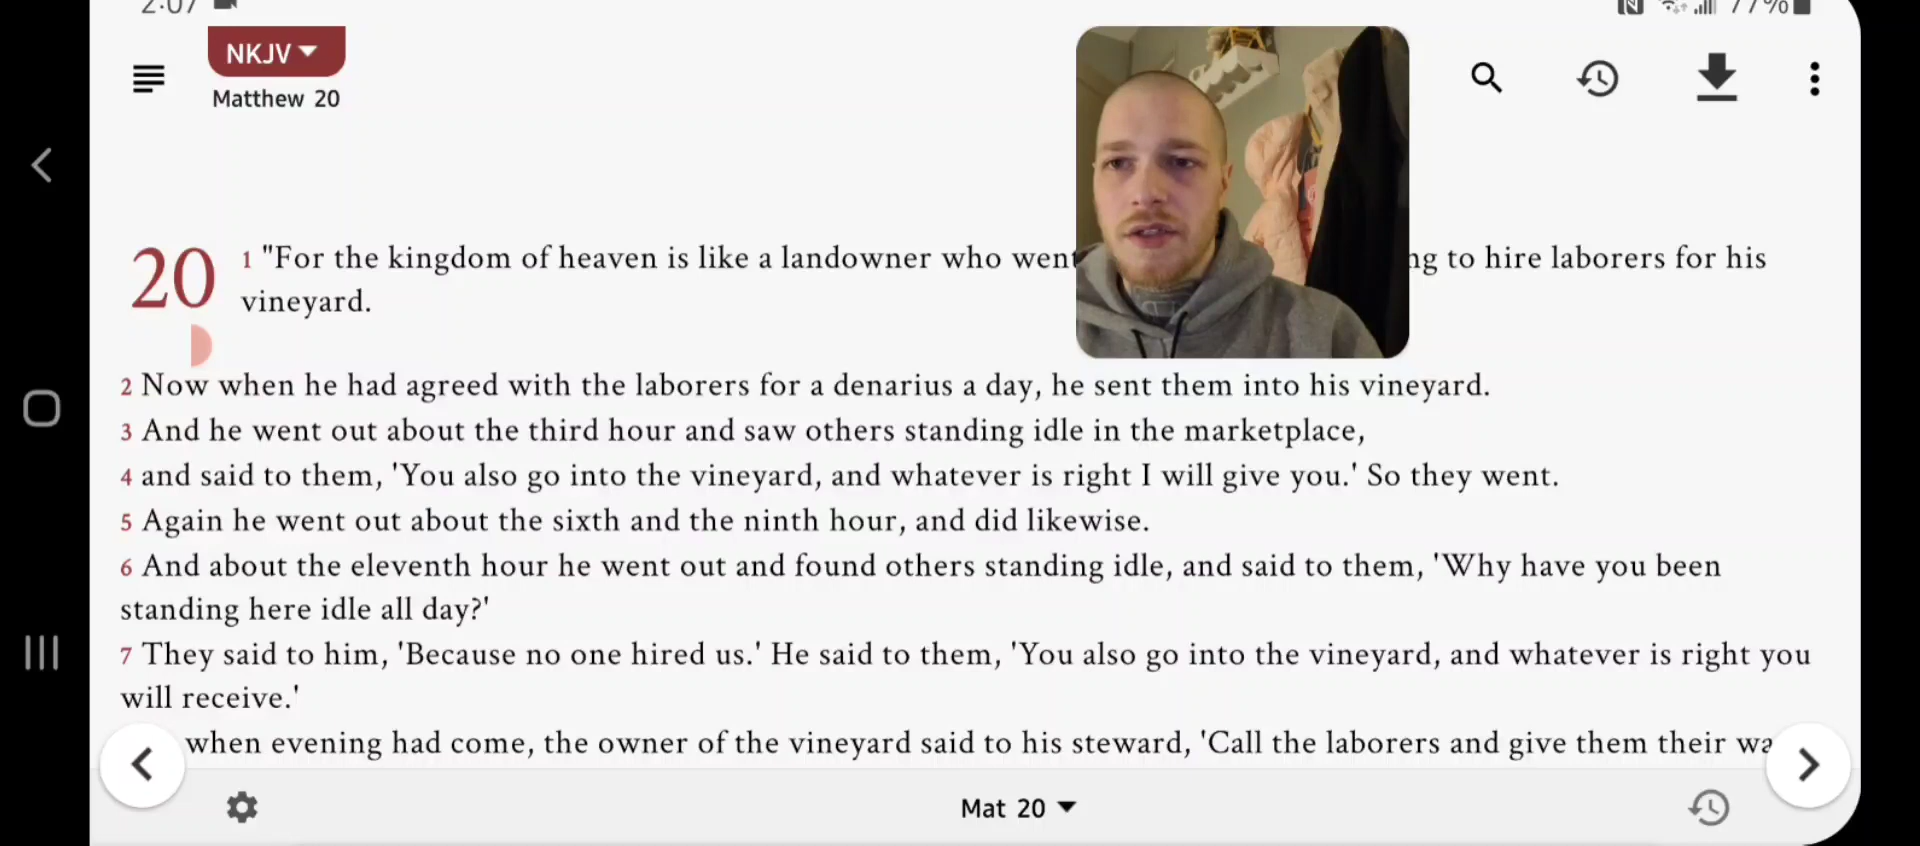 2:07
77%
NKJV
Matthew 20
20 1 "For the kingdom of heaven is like a landowner who went ng to hire laborers for his
vineyard.
2 Now when he had agreed with the laborers for a denarius a day, he sent them into his vineyard.
3 And he went out about the third hour and saw others standing idle in the marketplace,
4 and said to them, 'You also go into the vineyard, and whatever is right I will give you.' So they went.
5 Again he went out about the sixth and the ninth hour, and did likewise.
6 And about the eleventh hour he went out and found others standing idle, and said to them, 'Why have you been
standing here idle all day?'
7 They said to him, 'Because no one hired us.' He said to them, 'You also go into the vineyard, and whatever is right you
will receive.'
when evening had come, the owner of the vineyard said to his steward, 'Call the laborers and give them their wa
Mat 20